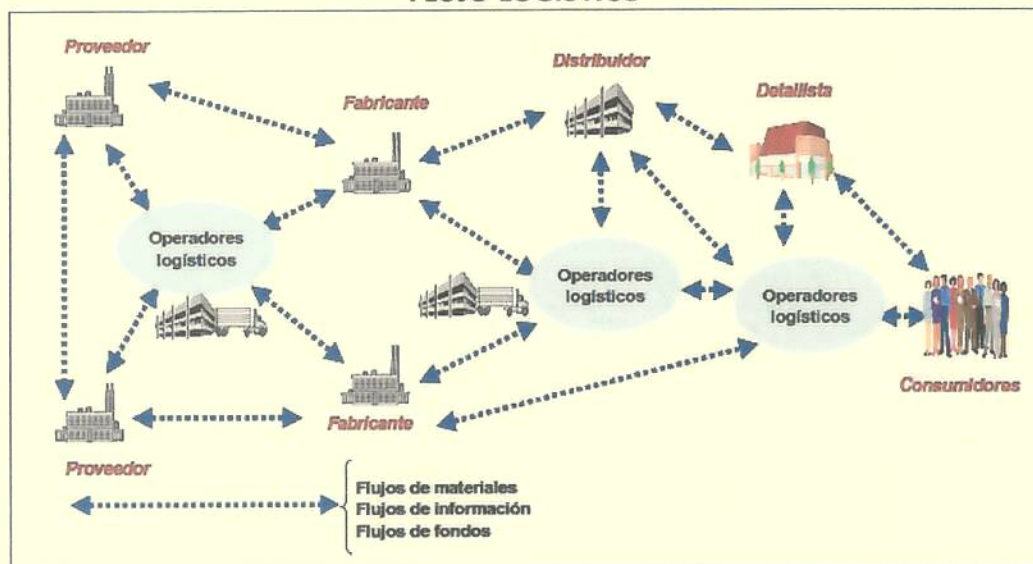 Proveedor
Distribuidor
Detallista
Fabricante
Operadores
logísticos
Operadores
logísticos
Operadores
logísticos
Consumidores
Fabricante
Proveedor
Flujos de materiales
Flujos de información
Flujos de fondos